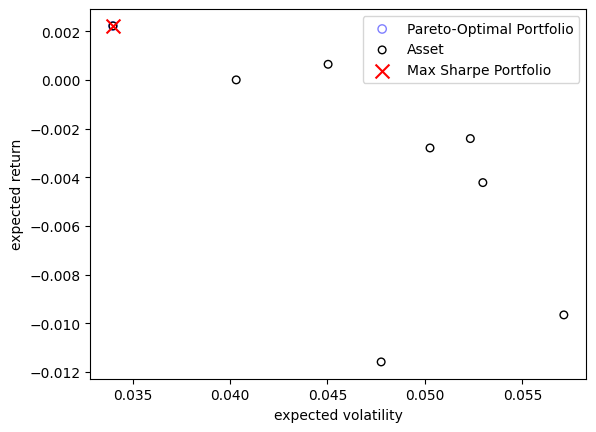 Pareto-Optimal Portfolio
Asset
Max Sharpe Portfolio
0.002
0.000
−0.002
−0.004
−0.006
−0.008
−0.010
−0.012
expected return
0.035
0.040
0.045
0.050
0.055
expected volatility